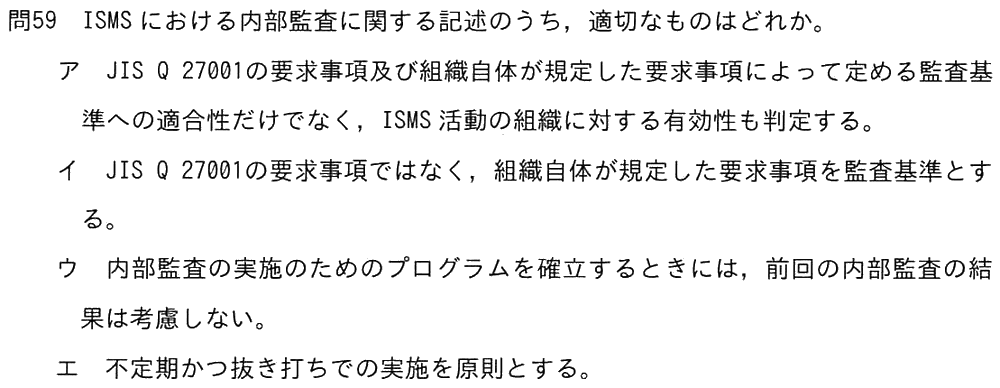 問59 ISMS における内部監査に関する記述のうち，適切なものはどれか。
ア JIS Q 27001の要求事項及び組織自体が規定した要求事項によって定める監査基
準への適合性だけでなく，ISMS 活動の組織に対する有効性も判定する。
イ JIS Q 27001の要求事項ではなく，組織自体が規定した要求事項を監査基準とす
る。
ウ 内部監査の実施のためのプログラムを確立するときには，前回の内部監査の結
果は考慮しない。
エ 不定期かつ抜き打ちでの実施を原則とする。